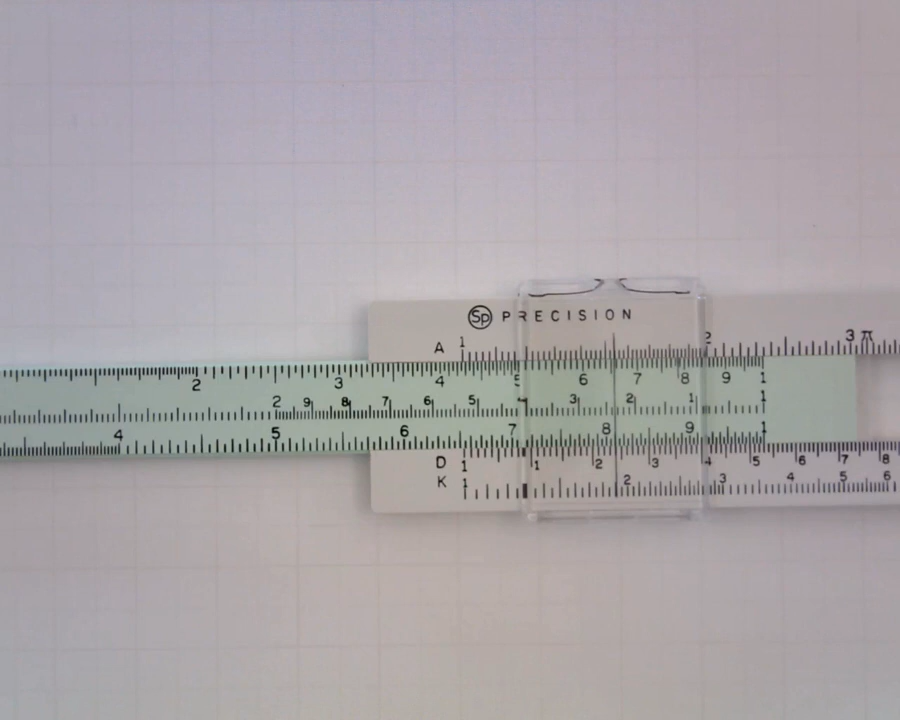 Sp PRECISION
A 1 2 3 π
2 3 4 5 6 7 8 9 1
2 9 8 7 6 5 4 3 2 1 1
4 5 6 7 8 9 1
D 1 1 2 3 4 5 6 7 8
K 1 2 3 4 5 6